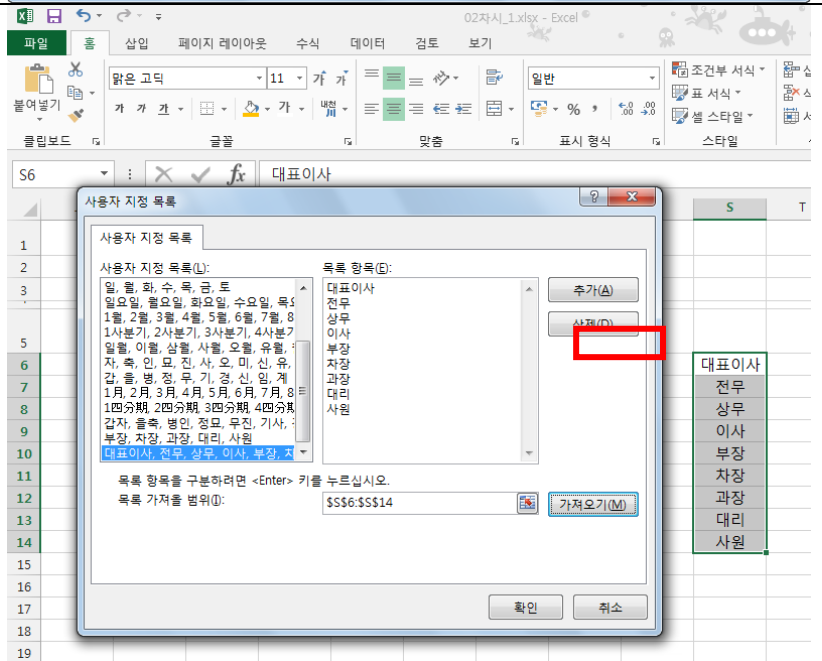 02차시_1.xlsx - Excel
파일 홈 삽입 페이지 레이아웃 수식 데이터 검토 보기
붙여넣기
맑은 고딕 11 가 가
가 가 가 가 내천
일반
% , .0 .00
조건부 서식
표 서식
셀 스타일
클립보드 글꼴 맞춤 표시 형식 스타일
S6 fx 대표이사
사용자 지정 목록
사용자 지정 목록
사용자 지정 목록(L):
일, 월, 화, 수, 목, 금, 토
일요일, 월요일, 화요일, 수요일, 목요
1월, 2월, 3월, 4월, 5월, 6월, 7월, 8
1사분기, 2사분기, 3사분기, 4사분기
일월, 이월, 삼월, 사월, 오월, 유월,
자, 축, 인, 묘, 진, 사, 오, 미, 신, 유,
갑, 을, 병, 정, 무, 기, 경, 신, 임, 계
1月, 2月, 3月, 4月, 5月, 6月, 7月, 8
1四分期, 2四分期, 3四分期, 4四分期
갑자, 을축, 병인, 정묘, 무진, 기사,
부장, 차장, 과장, 대리, 사원
대표이사, 전무, 상무, 이사, 부장, 차
목록 항목(E):
대표이사
전무
상무
이사
부장
차장
과장
대리
사원
추가(A)
삭제(D)
목록 항목을 구분하려면 <Enter> 키를 누르십시오.
목록 가져올 범위(I): $S$6:$S$14 가져오기(M)
확인 취소
S T
1
2
3
5
6 대표이사
7 전무
8 상무
9 이사
10 부장
11 차장
12 과장
13 대리
14 사원
15
16
17
18
19